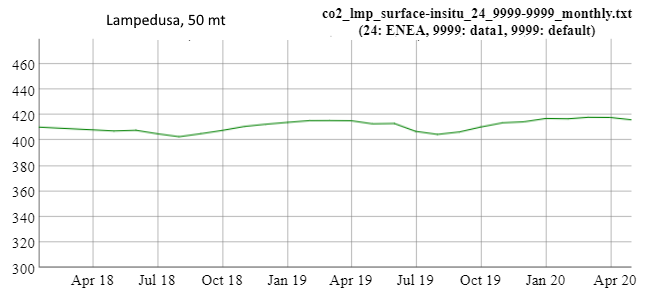 Lampedusa, 50 mt
co2_lmp_surface-insitu_24_9999-9999_monthly.txt
(24: ENEA, 9999: data1, 9999: default)
460
440
420
400
380
360
340
320
300
Apr 18 Jul 18 Oct 18 Jan 19 Apr 19 Jul 19 Oct 19 Jan 20 Apr 20